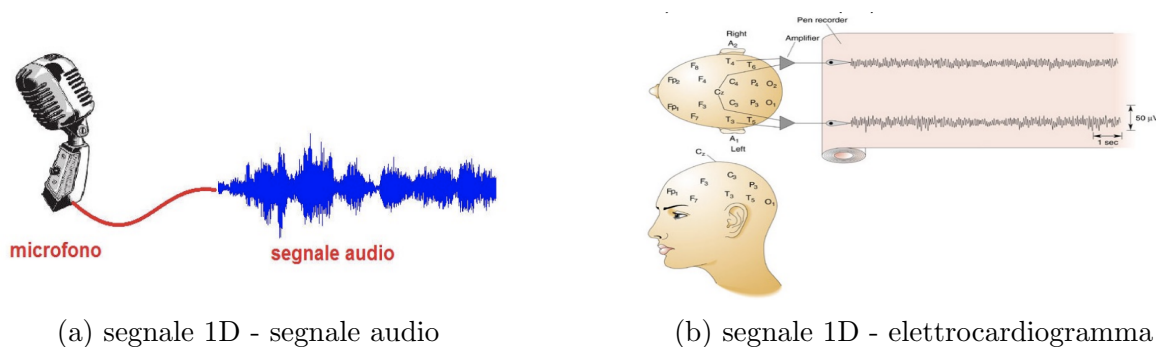 microfono
segnale audio
(a) segnale 1D - segnale audio
Pen recorder
Amplifier
Right
A2
T4 T6
F8
Fp2 F4 C4 P4 O2
Cz
Fp1 F3 C3 P3 O1
F7 T3 T5
A1
Left
50 μV
1 sec
Cz
C3
F3 P3
Fp1 T3 T5 O1
F7
(b) segnale 1D - elettrocardiogramma